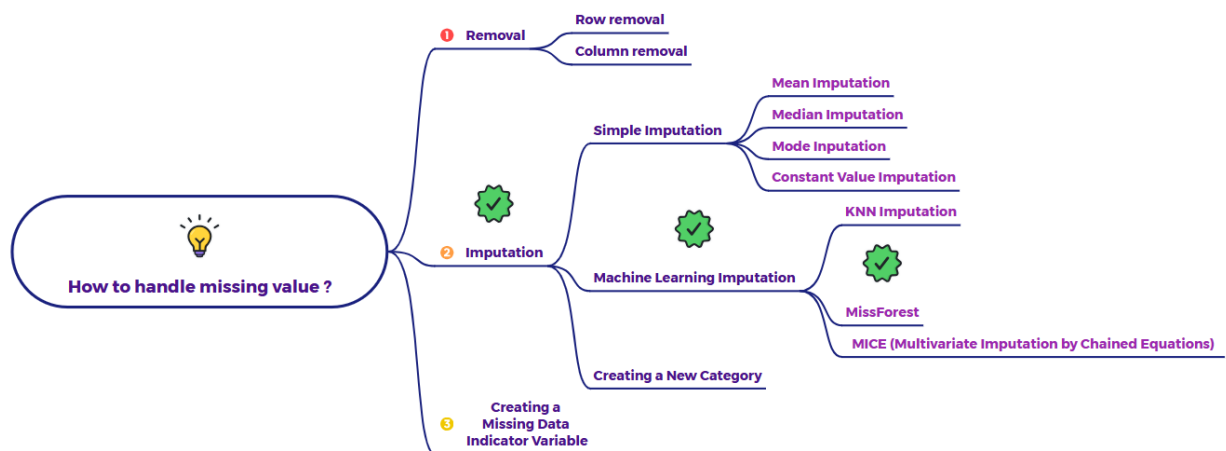 How to handle missing value ?
1 Removal
Row removal
Column removal
2 Imputation
Simple Imputation
Mean Imputation
Median Imputation
Mode Inputation
Constant Value Imputation
Machine Learning Imputation
KNN Imputation
MissForest
MICE (Multivariate Imputation by Chained Equations)
Creating a New Category
3 Creating a
Missing Data
Indicator Variable